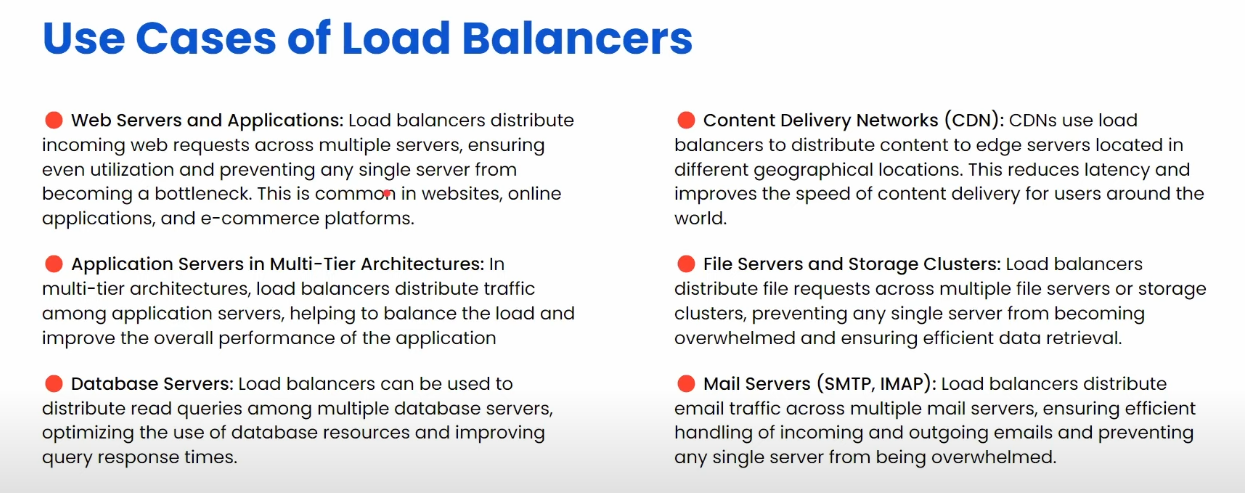 Use Cases of Load Balancers
Web Servers and Applications: Load balancers distribute
incoming web requests across multiple servers, ensuring
even utilization and preventing any single server from
becoming a bottleneck. This is common in websites, online
applications, and e-commerce platforms.
Application Servers in Multi-Tier Architectures: In
multi-tier architectures, load balancers distribute traffic
among application servers, helping to balance the load and
improve the overall performance of the application
Database Servers: Load balancers can be used to
distribute read queries among multiple database servers,
optimizing the use of database resources and improving
query response times.
Content Delivery Networks (CDN): CDNs use load
balancers to distribute content to edge servers located in
different geographical locations. This reduces latency and
improves the speed of content delivery for users around the
world.
File Servers and Storage Clusters: Load balancers
distribute file requests across multiple file servers or storage
clusters, preventing any single server from becoming
overwhelmed and ensuring efficient data retrieval.
Mail Servers (SMTP, IMAP): Load balancers distribute
email traffic across multiple mail servers, ensuring efficient
handling of incoming and outgoing emails and preventing
any single server from being overwhelmed.